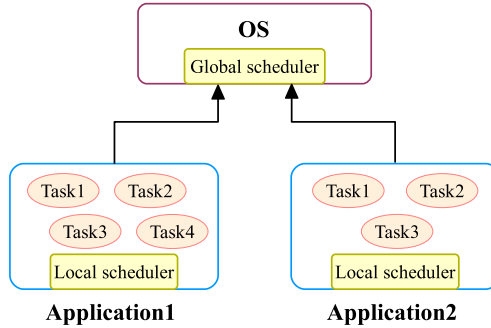 OS
Global scheduler
Task1 Task2
Task3 Task4
Local scheduler
Application1
Task1 Task2
Task3
Local scheduler
Application2